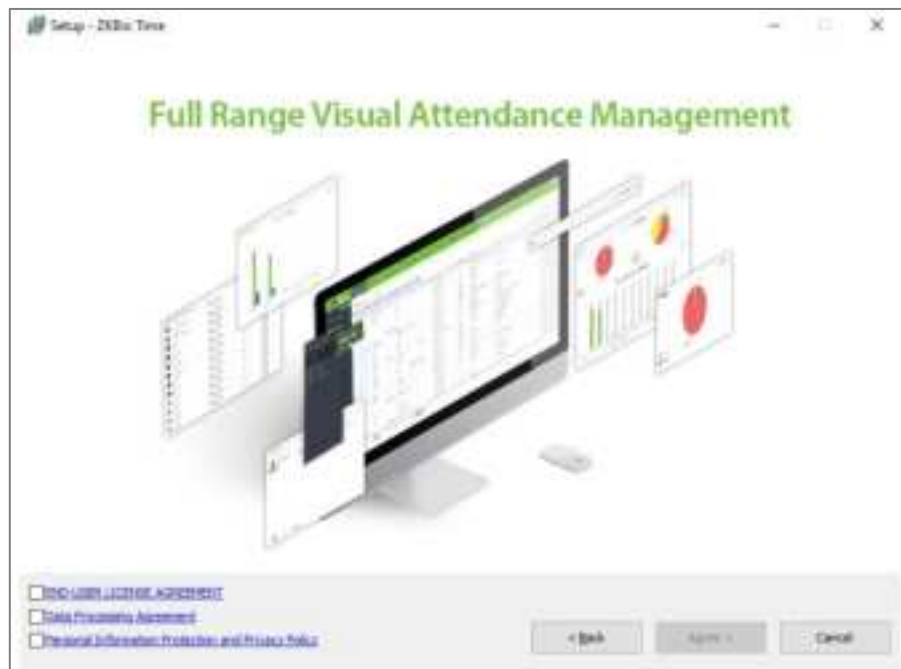 Setup - ZKBio Time
Full Range Visual Attendance Management
END-USER LICENSE AGREEMENT
Data Processing Agreement
Personal Information Protection and Privacy Policy
< Back
Agree >
Cancel